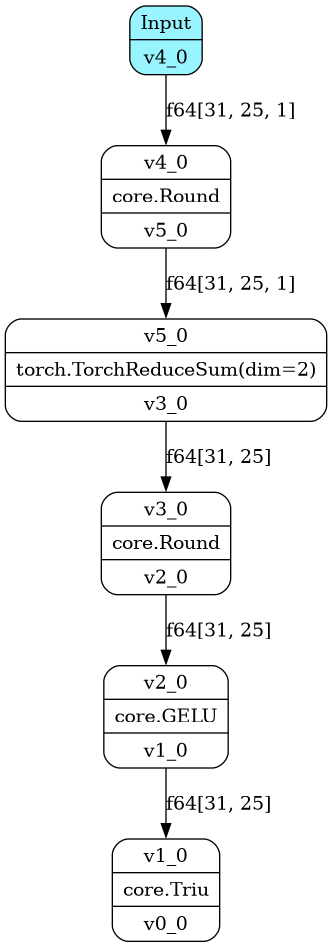 Input
v4_0
f64[31, 25, 1]
v4_0
core.Round
v5_0
f64[31, 25, 1]
v5_0
torch.TorchReduceSum(dim=2)
v3_0
f64[31, 25]
v3_0
core.Round
v2_0
f64[31, 25]
v2_0
core.GELU
v1_0
f64[31, 25]
v1_0
core.Triu
v0_0